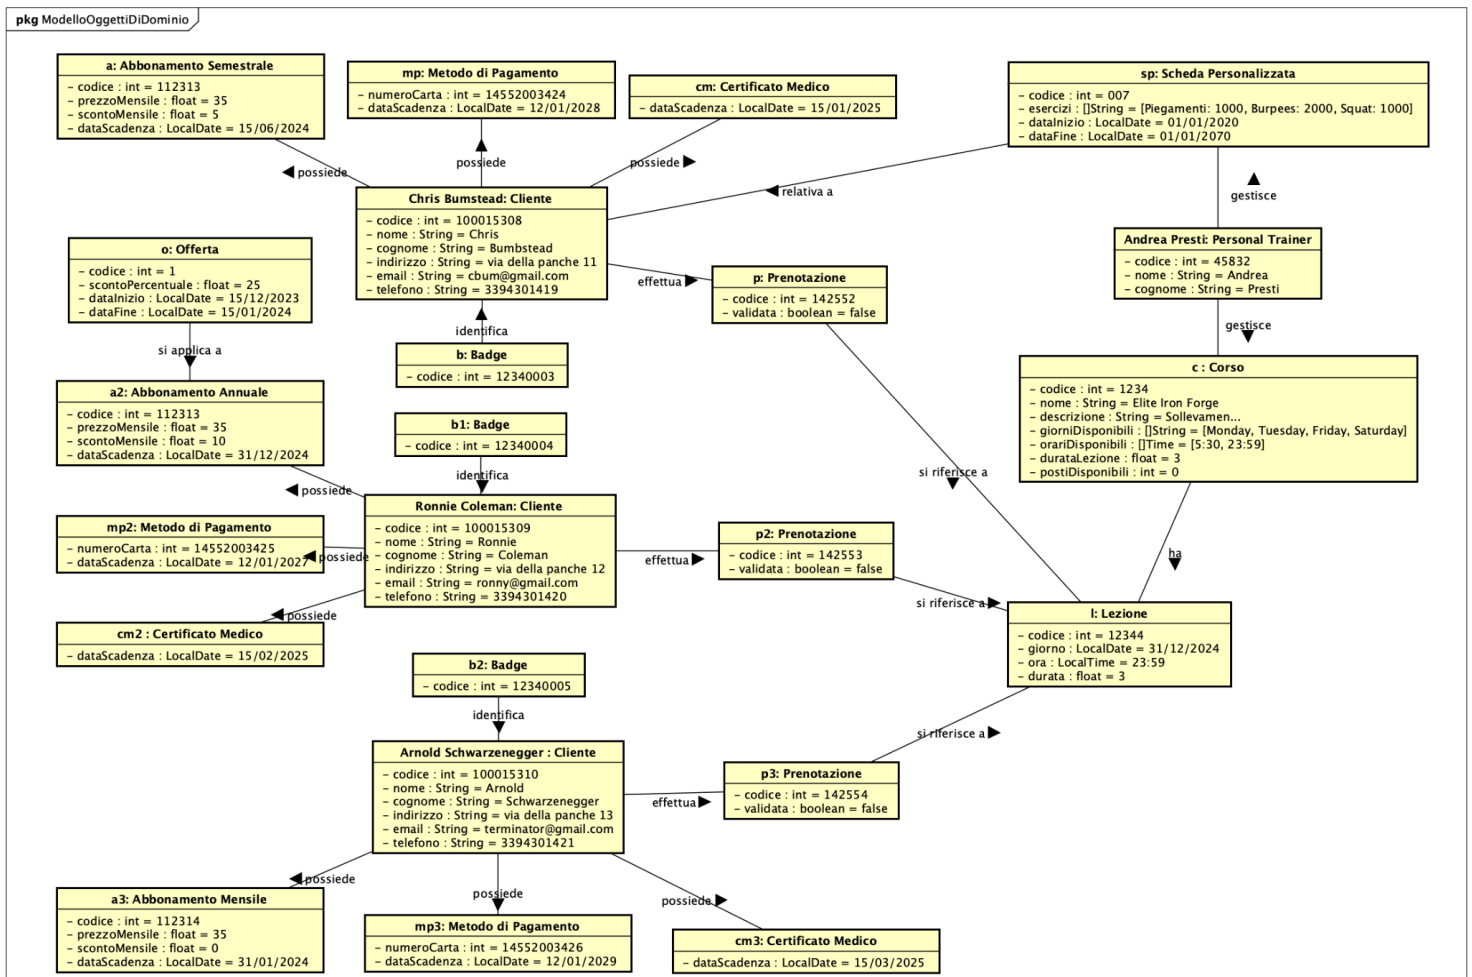 pkg ModelloOggettiDiDominio
a: Abbonamento Semestrale
– codice : int = 112313
– prezzoMensile : float = 35
– scontoMensile : float = 5
– dataScadenza : LocalDate = 15/06/2024
mp: Metodo di Pagamento
– numeroCarta : int = 14552003424
– dataScadenza : LocalDate = 12/01/2028
cm: Certificato Medico
– dataScadenza : LocalDate = 15/01/2025
sp: Scheda Personalizzata
– codice : int = 007
– esercizi : []String = [Piegamenti: 1000, Burpees: 2000, Squat: 1000]
– dataInizio : LocalDate = 01/01/2020
– dataFine : LocalDate = 01/01/2070
possiede
possiede
possiede
relativa a
gestisce
Chris Bumstead: Cliente
– codice : int = 100015308
– nome : String = Chris
– cognome : String = Bumbstead
– indirizzo : String = via della panche 11
– email : String = cbum@gmail.com
– telefono : String = 3394301419
o: Offerta
– codice : int = 1
– scontoPercentuale : float = 25
– dataInizio : LocalDate = 15/12/2023
– dataFine : LocalDate = 15/01/2024
effettua
p: Prenotazione
– codice : int = 142552
– validata : boolean = false
Andrea Presti: Personal Trainer
– codice : int = 45832
– nome : String = Andrea
– cognome : String = Presti
identifica
gestisce
si applica a
b: Badge
– codice : int = 12340003
c : Corso
– codice : int = 1234
– nome : String = Elite Iron Forge
– descrizione : String = Sollevamen...
– giorniDisponibili : []String = [Monday, Tuesday, Friday, Saturday]
– orariDisponibili : []Time = [5:30, 23:59]
– durataLezione : float = 3
– postiDisponibili : int = 0
a2: Abbonamento Annuale
– codice : int = 112313
– prezzoMensile : float = 35
– scontoMensile : float = 10
– dataScadenza : LocalDate = 31/12/2024
b1: Badge
– codice : int = 12340004
identifica
si riferisce a
possiede
Ronnie Coleman: Cliente
– codice : int = 100015309
– nome : String = Ronnie
– cognome : String = Coleman
– indirizzo : String = via della panche 12
– email : String = ronny@gmail.com
– telefono : String = 3394301420
mp2: Metodo di Pagamento
– numeroCarta : int = 14552003425
– dataScadenza : LocalDate = 12/01/2027
possiede
effettua
p2: Prenotazione
– codice : int = 142553
– validata : boolean = false
ha
si riferisce a
possiede
cm2 : Certificato Medico
– dataScadenza : LocalDate = 15/02/2025
l: Lezione
– codice : int = 12344
– giorno : LocalDate = 31/12/2024
– ora : LocalTime = 23:59
– durata : float = 3
b2: Badge
– codice : int = 12340005
identifica
si riferisce a
Arnold Schwarzenegger : Cliente
– codice : int = 100015310
– nome : String = Arnold
– cognome : String = Schwarzenegger
– indirizzo : String = via della panche 13
– email : String = terminator@gmail.com
– telefono : String = 3394301421
effettua
p3: Prenotazione
– codice : int = 142554
– validata : boolean = false
possiede
possiede
possiede
a3: Abbonamento Mensile
– codice : int = 112314
– prezzoMensile : float = 35
– scontoMensile : float = 0
– dataScadenza : LocalDate = 31/01/2024
mp3: Metodo di Pagamento
– numeroCarta : int = 14552003426
– dataScadenza : LocalDate = 12/01/2029
cm3: Certificato Medico
– dataScadenza : LocalDate = 15/03/2025